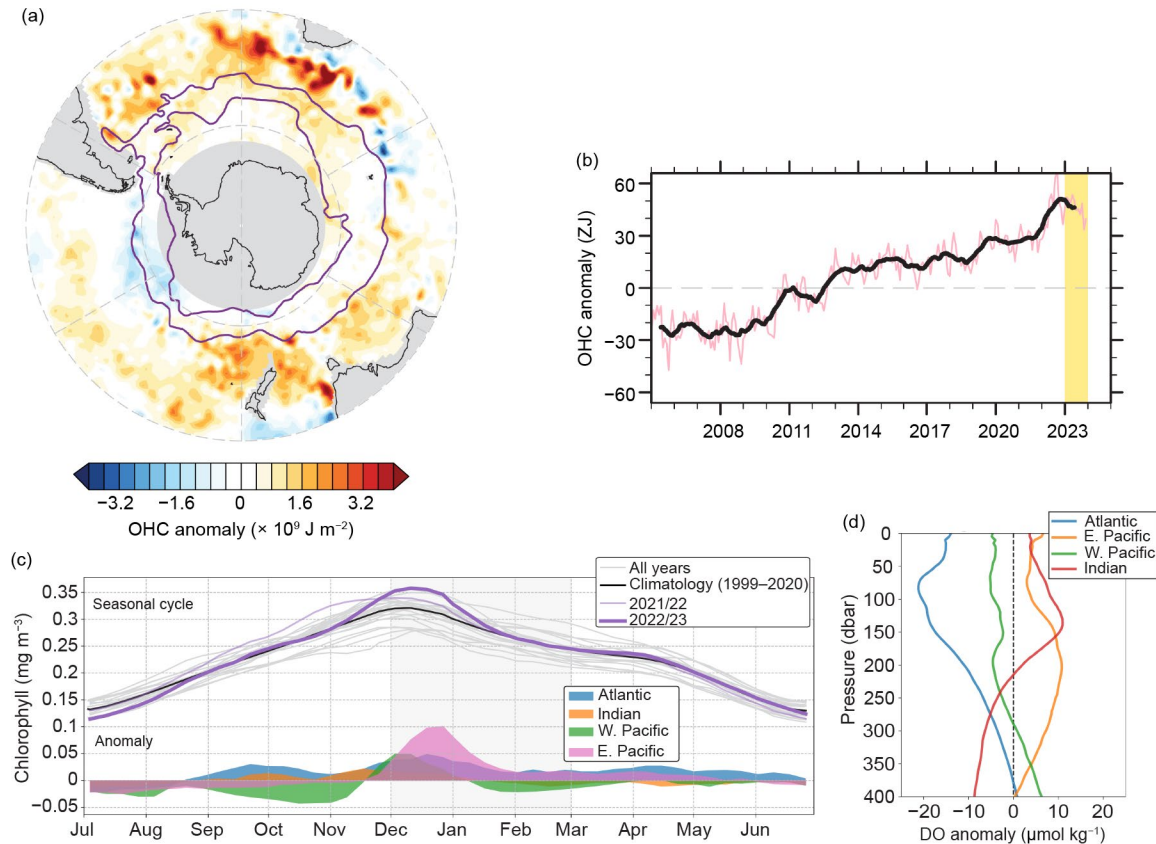 (a)
−3.2 −1.6 0 1.6 3.2
OHC anomaly (× 10⁹ J m⁻²)
(b)
OHC anomaly (ZJ)
60
30
0
−30
−60
2008 2011 2014 2017 2020 2023
(c)
Chlorophyll (mg m⁻³)
0.35
0.3
0.25
0.2
0.15
0.1
0.05
0
−0.05
Seasonal cycle
All years
Climatology (1999–2020)
2021/22
2022/23
Anomaly
Atlantic
Indian
W. Pacific
E. Pacific
Jul Aug Sep Oct Nov Dec Jan Feb Mar Apr May Jun
(d)
Atlantic
E. Pacific
W. Pacific
Indian
Pressure (dbar)
0
50
100
150
200
250
300
350
400
−20 −10 0 10 20
DO anomaly (µmol kg⁻¹)